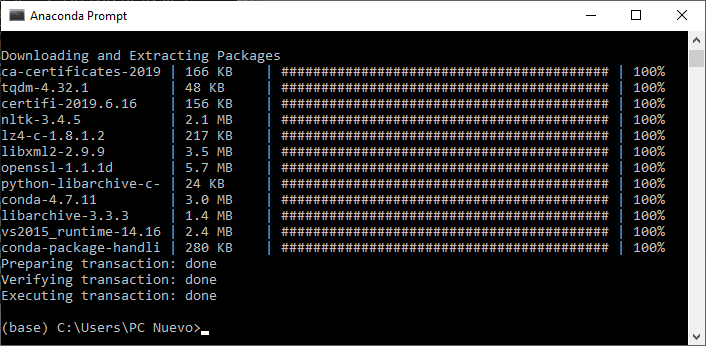 Anaconda Prompt
Downloading and Extracting Packages
ca-certificates-2019 | 166 KB    | ######################################### | 100%
tqdm-4.32.1          | 48 KB     | ######################################### | 100%
certifi-2019.6.16    | 156 KB    | ######################################### | 100%
nltk-3.4.5           | 2.1 MB    | ######################################### | 100%
lz4-c-1.8.1.2        | 217 KB    | ######################################### | 100%
libxml2-2.9.9        | 3.5 MB    | ######################################### | 100%
openssl-1.1.1d       | 5.7 MB    | ######################################### | 100%
python-libarchive-c- | 24 KB     | ######################################### | 100%
conda-4.7.11         | 3.0 MB    | ######################################### | 100%
libarchive-3.3.3     | 1.4 MB    | ######################################### | 100%
vs2015_runtime-14.16 | 2.4 MB    | ######################################### | 100%
conda-package-handli | 280 KB    | ######################################### | 100%
Preparing transaction: done
Verifying transaction: done
Executing transaction: done
(base) C:\Users\PC Nuevo>